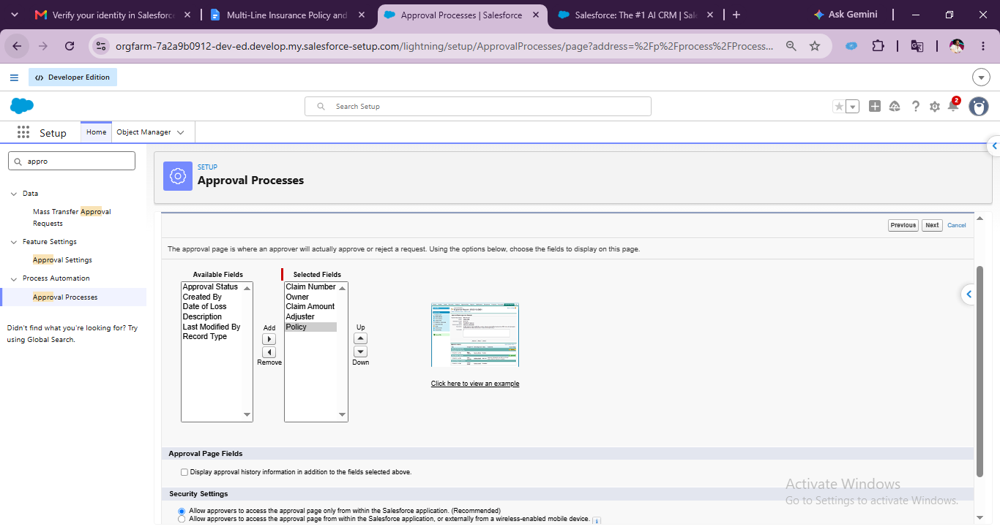 Verify your identity in Salesforc
Multi-Line Insurance Policy and
Approval Processes | Salesforce
Salesforce: The #1 AI CRM | Sal
Ask Gemini
orgfarm-7a2a9b0912-dev-ed.develop.my.salesforce-setup.com/lightning/setup/ApprovalProcesses/page?address=%2Fp%2Fprocess%2FProcess...
Developer Edition
Search Setup
2
Setup
Home
Object Manager
appro
Data
Mass Transfer Approval
Requests
Feature Settings
Approval Settings
Process Automation
Approval Processes
Didn't find what you're looking for? Try
using Global Search.
SETUP
Approval Processes
Previous
Next
Cancel
The approval page is where an approver will actually approve or reject a request. Using the options below, choose the fields to display on this page.
Available Fields
Approval Status
Created By
Date of Loss
Description
Last Modified By
Record Type
Add
Remove
Selected Fields
Claim Number
Owner
Claim Amount
Adjuster
Policy
Up
Down
Click here to view an example
Approval Page Fields
Display approval history information in addition to the fields selected above.
Security Settings
Allow approvers to access the approval page only from within the Salesforce application. (Recommended)
Allow approvers to access the approval page from within the Salesforce application, or externally from a wireless-enabled mobile device.
Activate Windows
Go to Settings to activate Windows.